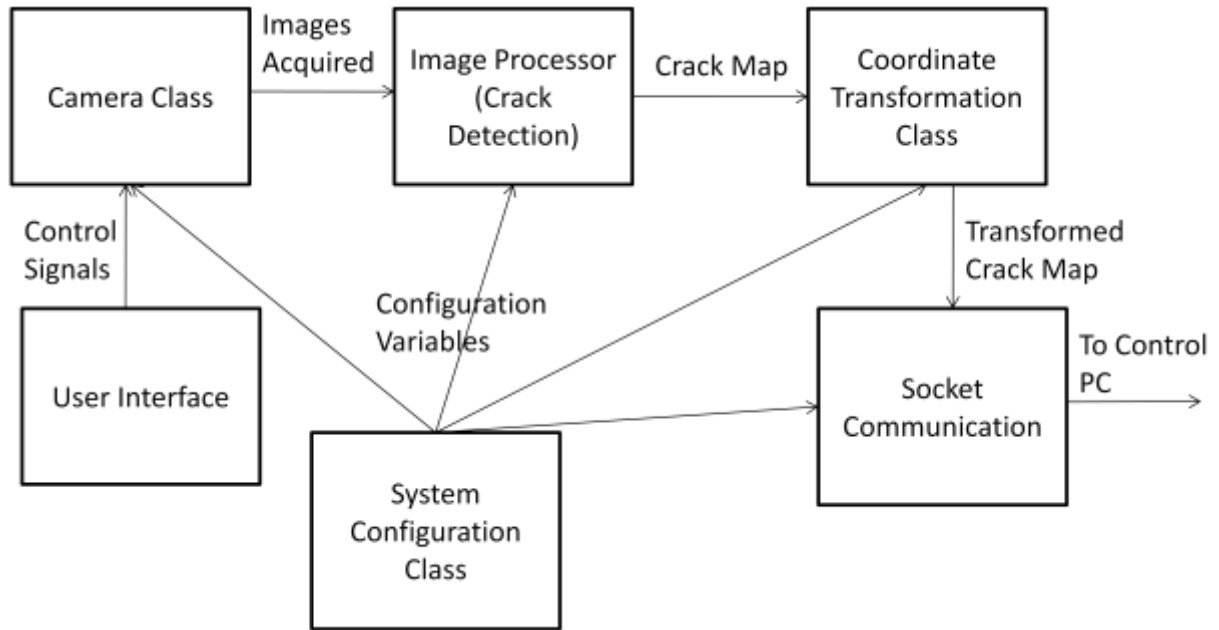 Images
Acquired
Camera Class
Image Processor
(Crack
Detection)
Crack Map
Coordinate
Transformation
Class
Control
Signals
Configuration
Variables
Transformed
Crack Map
User Interface
System
Configuration
Class
Socket
Communication
To Control
PC